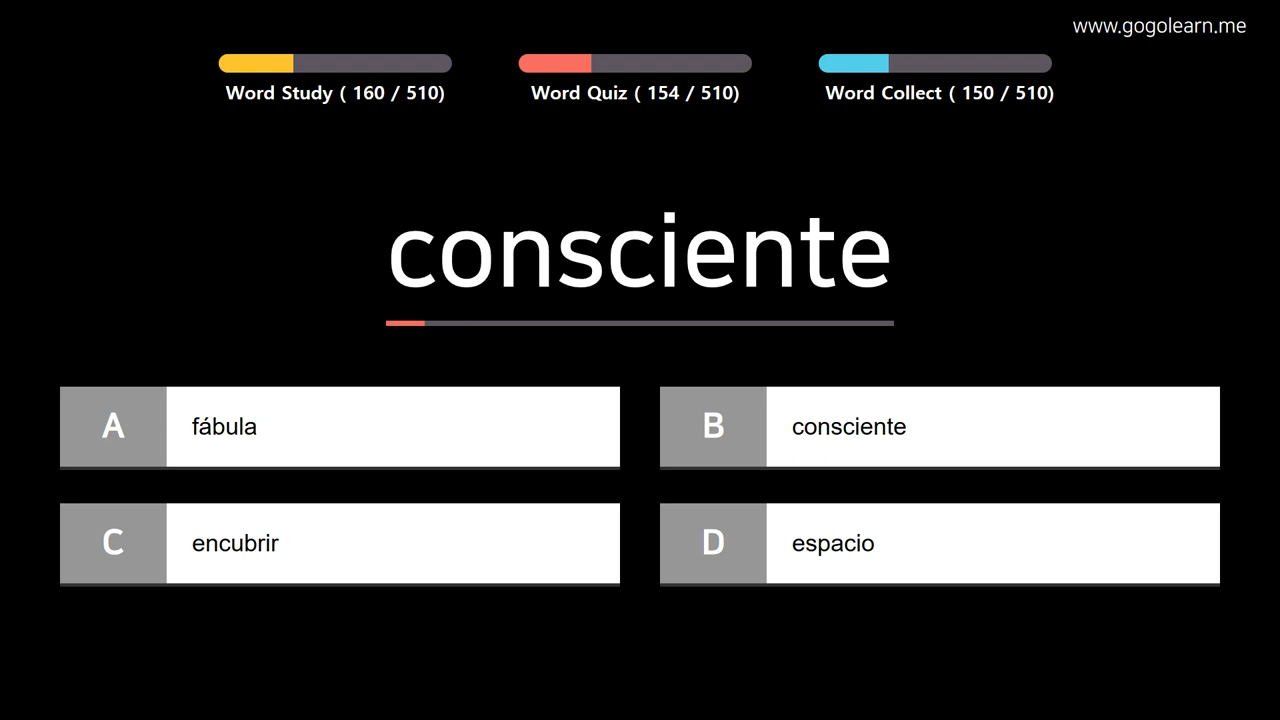 www.gogolearn.me
Word Study ( 160 / 510)
Word Quiz ( 154 / 510)
Word Collect ( 150 / 510)
consciente
A fábula
B consciente
C encubrir
D espacio